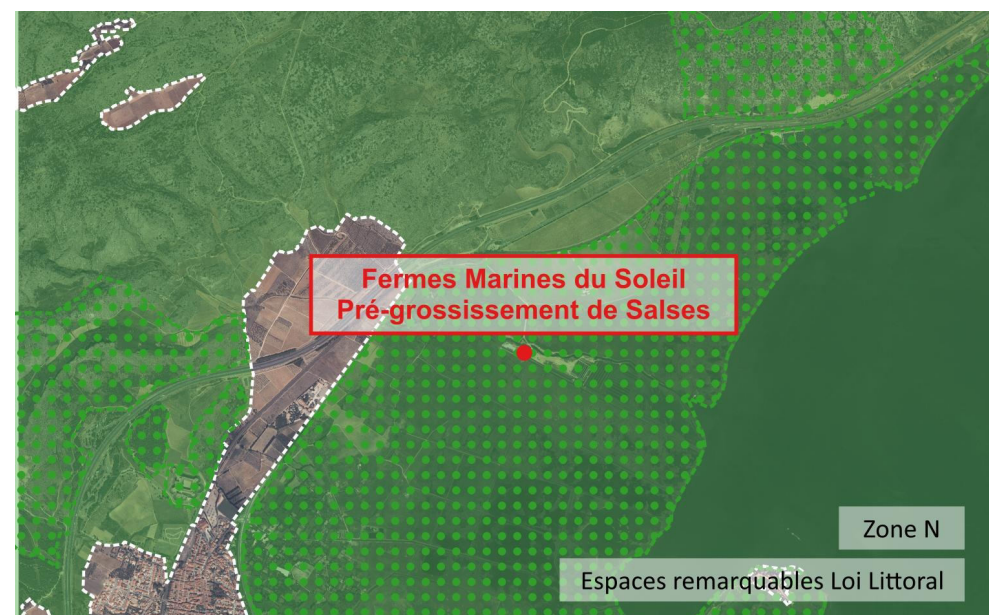 Fermes Marines du Soleil
Pré-grossissement de Salses
Zone N
Espaces remarquables Loi Littoral